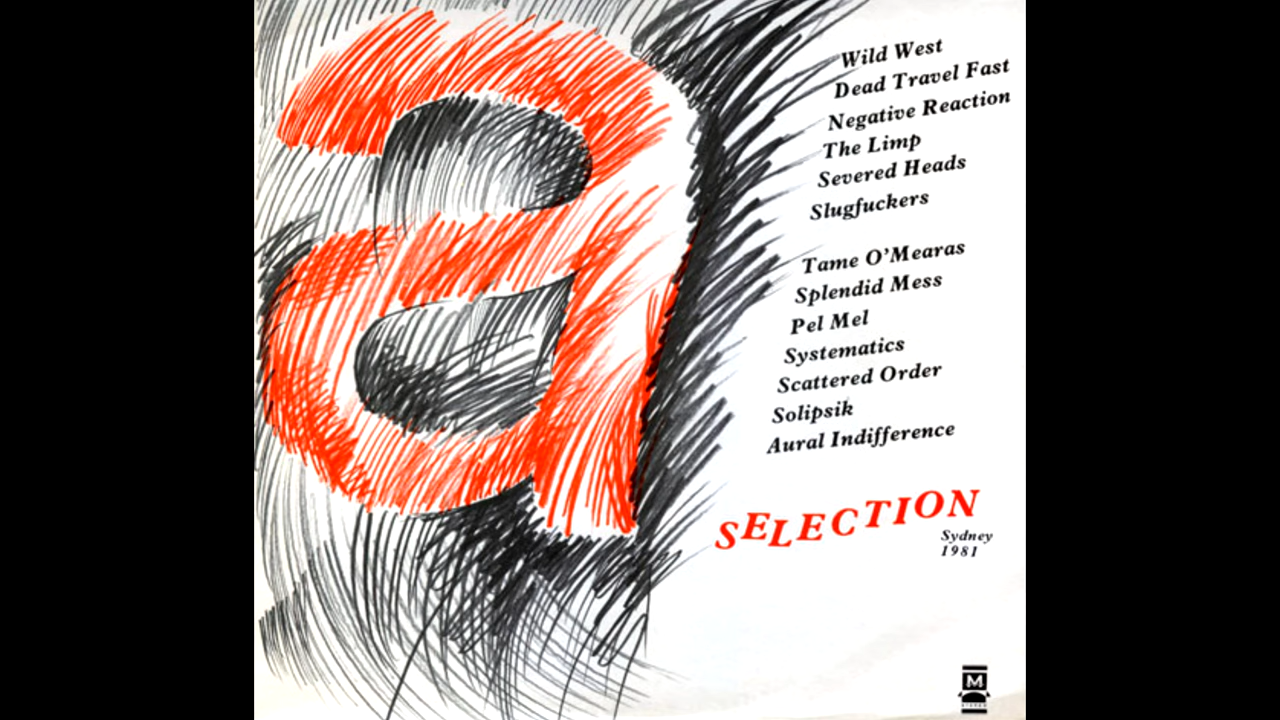 a
Wild West
Dead Travel Fast
Negative Reaction
The Limp
Severed Heads
Slugfuckers
Tame O'Mearas
Splendid Mess
Pel Mel
Systematics
Scattered Order
Solipsik
Aural Indifference
SELECTION
Sydney
1981
M
STEREO